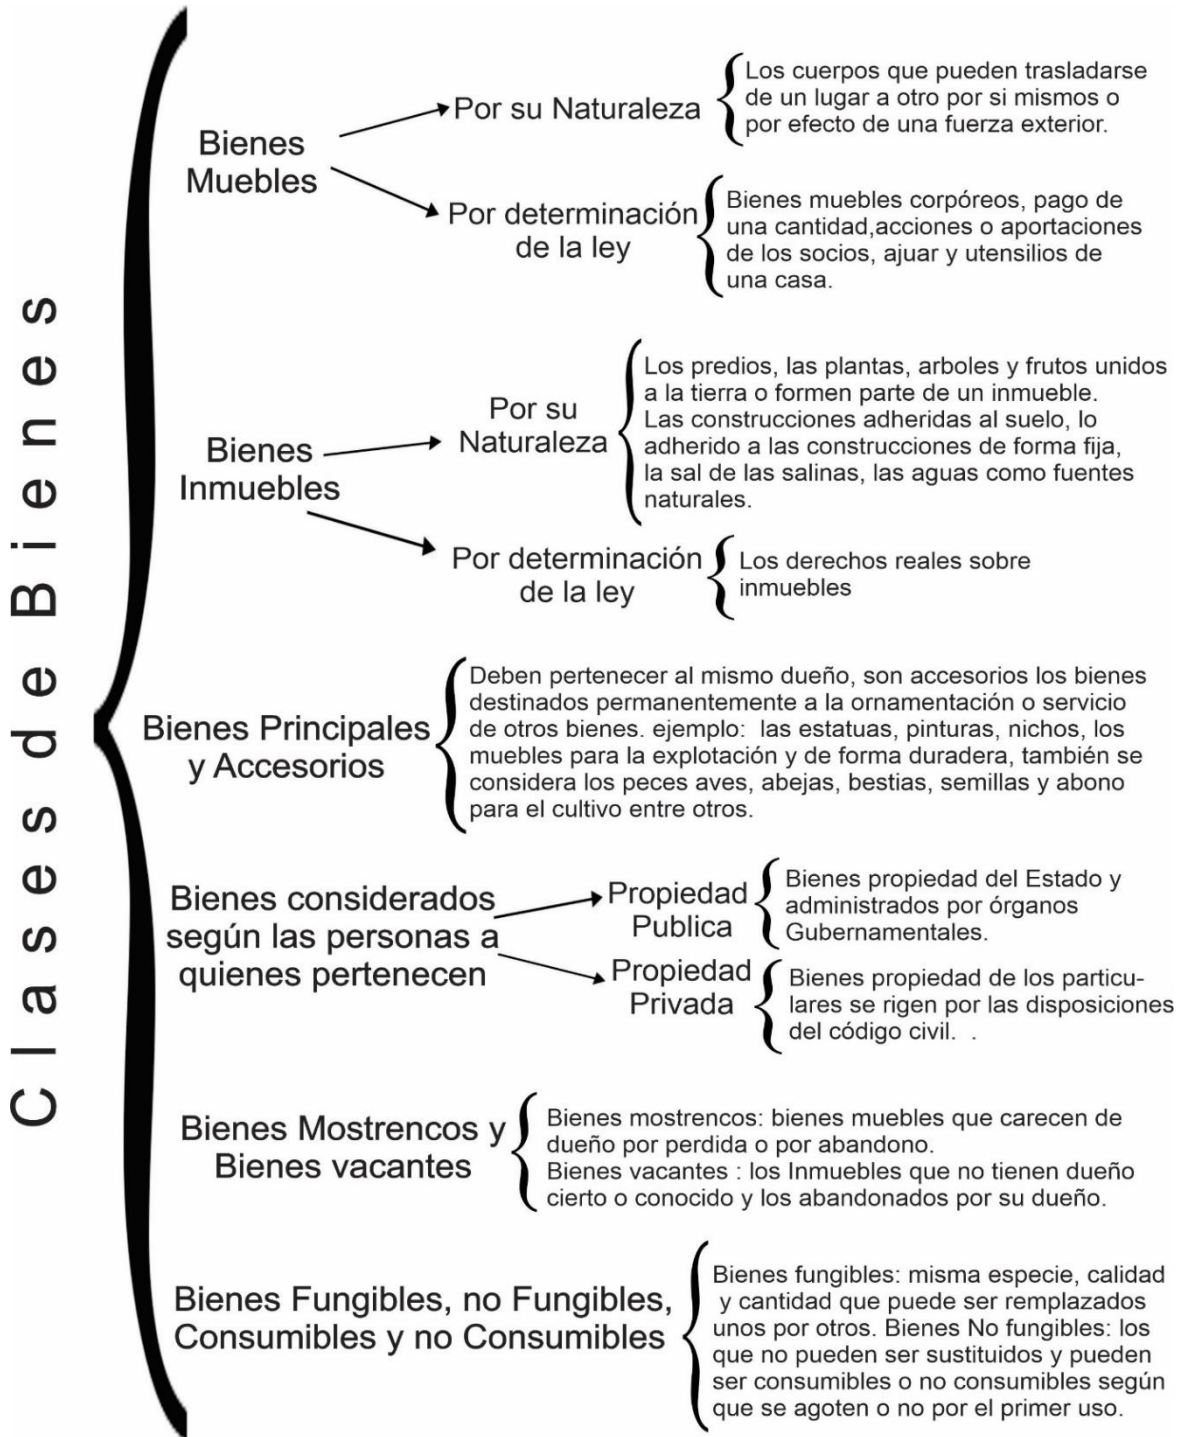 Clases de Bienes
Bienes
Muebles
Por su Naturaleza
Los cuerpos que pueden trasladarse
de un lugar a otro por si mismos o
por efecto de una fuerza exterior.
Por determinación
de la ley
Bienes muebles corpóreos, pago de
una cantidad,acciones o aportaciones
de los socios, ajuar y utensilios de
una casa.
Bienes
Inmuebles
Por su
Naturaleza
Los predios, las plantas, arboles y frutos unidos
a la tierra o formen parte de un inmueble.
Las construcciones adheridas al suelo, lo
adherido a las construcciones de forma fija,
la sal de las salinas, las aguas como fuentes
naturales.
Por determinación
de la ley
Los derechos reales sobre
inmuebles
Bienes Principales
y Accesorios
Deben pertenecer al mismo dueño, son accesorios los bienes
destinados permanentemente a la ornamentación o servicio
de otros bienes. ejemplo: las estatuas, pinturas, nichos, los
muebles para la explotación y de forma duradera, también se
considera los peces aves, abejas, bestias, semillas y abono
para el cultivo entre otros.
Bienes considerados
según las personas a
quienes pertenecen
Propiedad
Publica
Bienes propiedad del Estado y
administrados por órganos
Gubernamentales.
Propiedad
Privada
Bienes propiedad de los particu-
lares se rigen por las disposiciones
del código civil. .
Bienes Mostrencos y
Bienes vacantes
Bienes mostrencos: bienes muebles que carecen de
dueño por perdida o por abandono.
Bienes vacantes : los Inmuebles que no tienen dueño
cierto o conocido y los abandonados por su dueño.
Bienes Fungibles, no Fungibles,
Consumibles y no Consumibles
Bienes fungibles: misma especie, calidad
y cantidad que puede ser remplazados
unos por otros. Bienes No fungibles: los
que no pueden ser sustituidos y pueden
ser consumibles o no consumibles según
que se agoten o no por el primer uso.